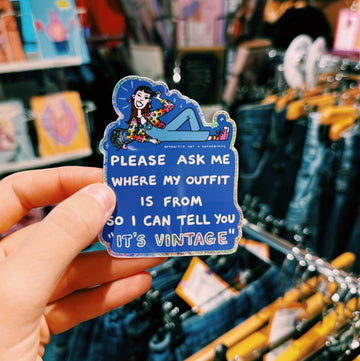 PLEASE ASK ME
WHERE MY OUTFIT
IS FROM
SO I CAN TELL YOU
"IT'S VINTAGE"